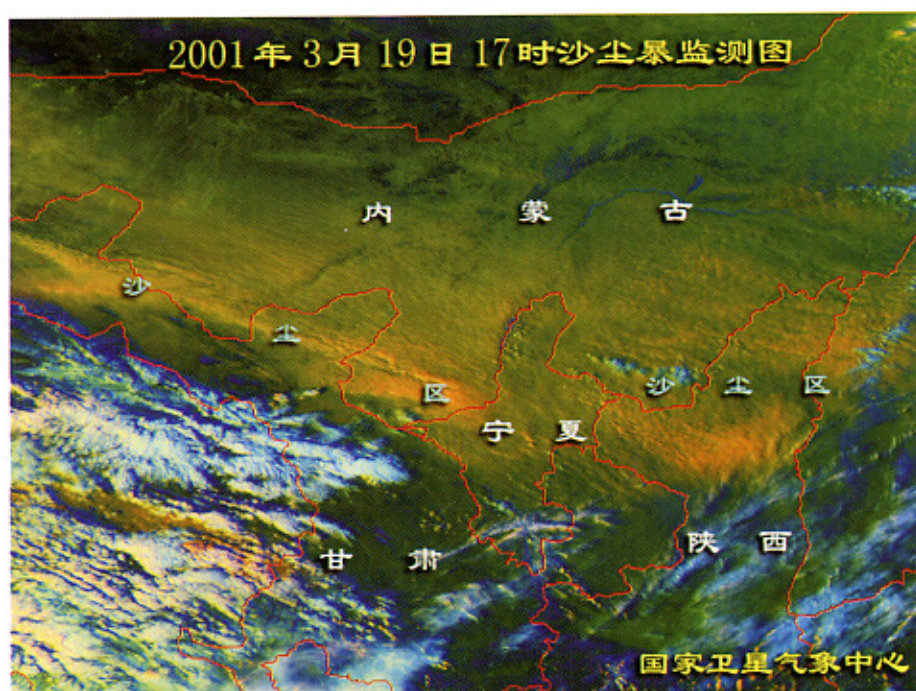 2001年3月19日 17时沙尘暴监测图
内 蒙 古
沙 尘 区
沙 尘 区
宁 夏
甘 肃
陕 西
国家卫星气象中心